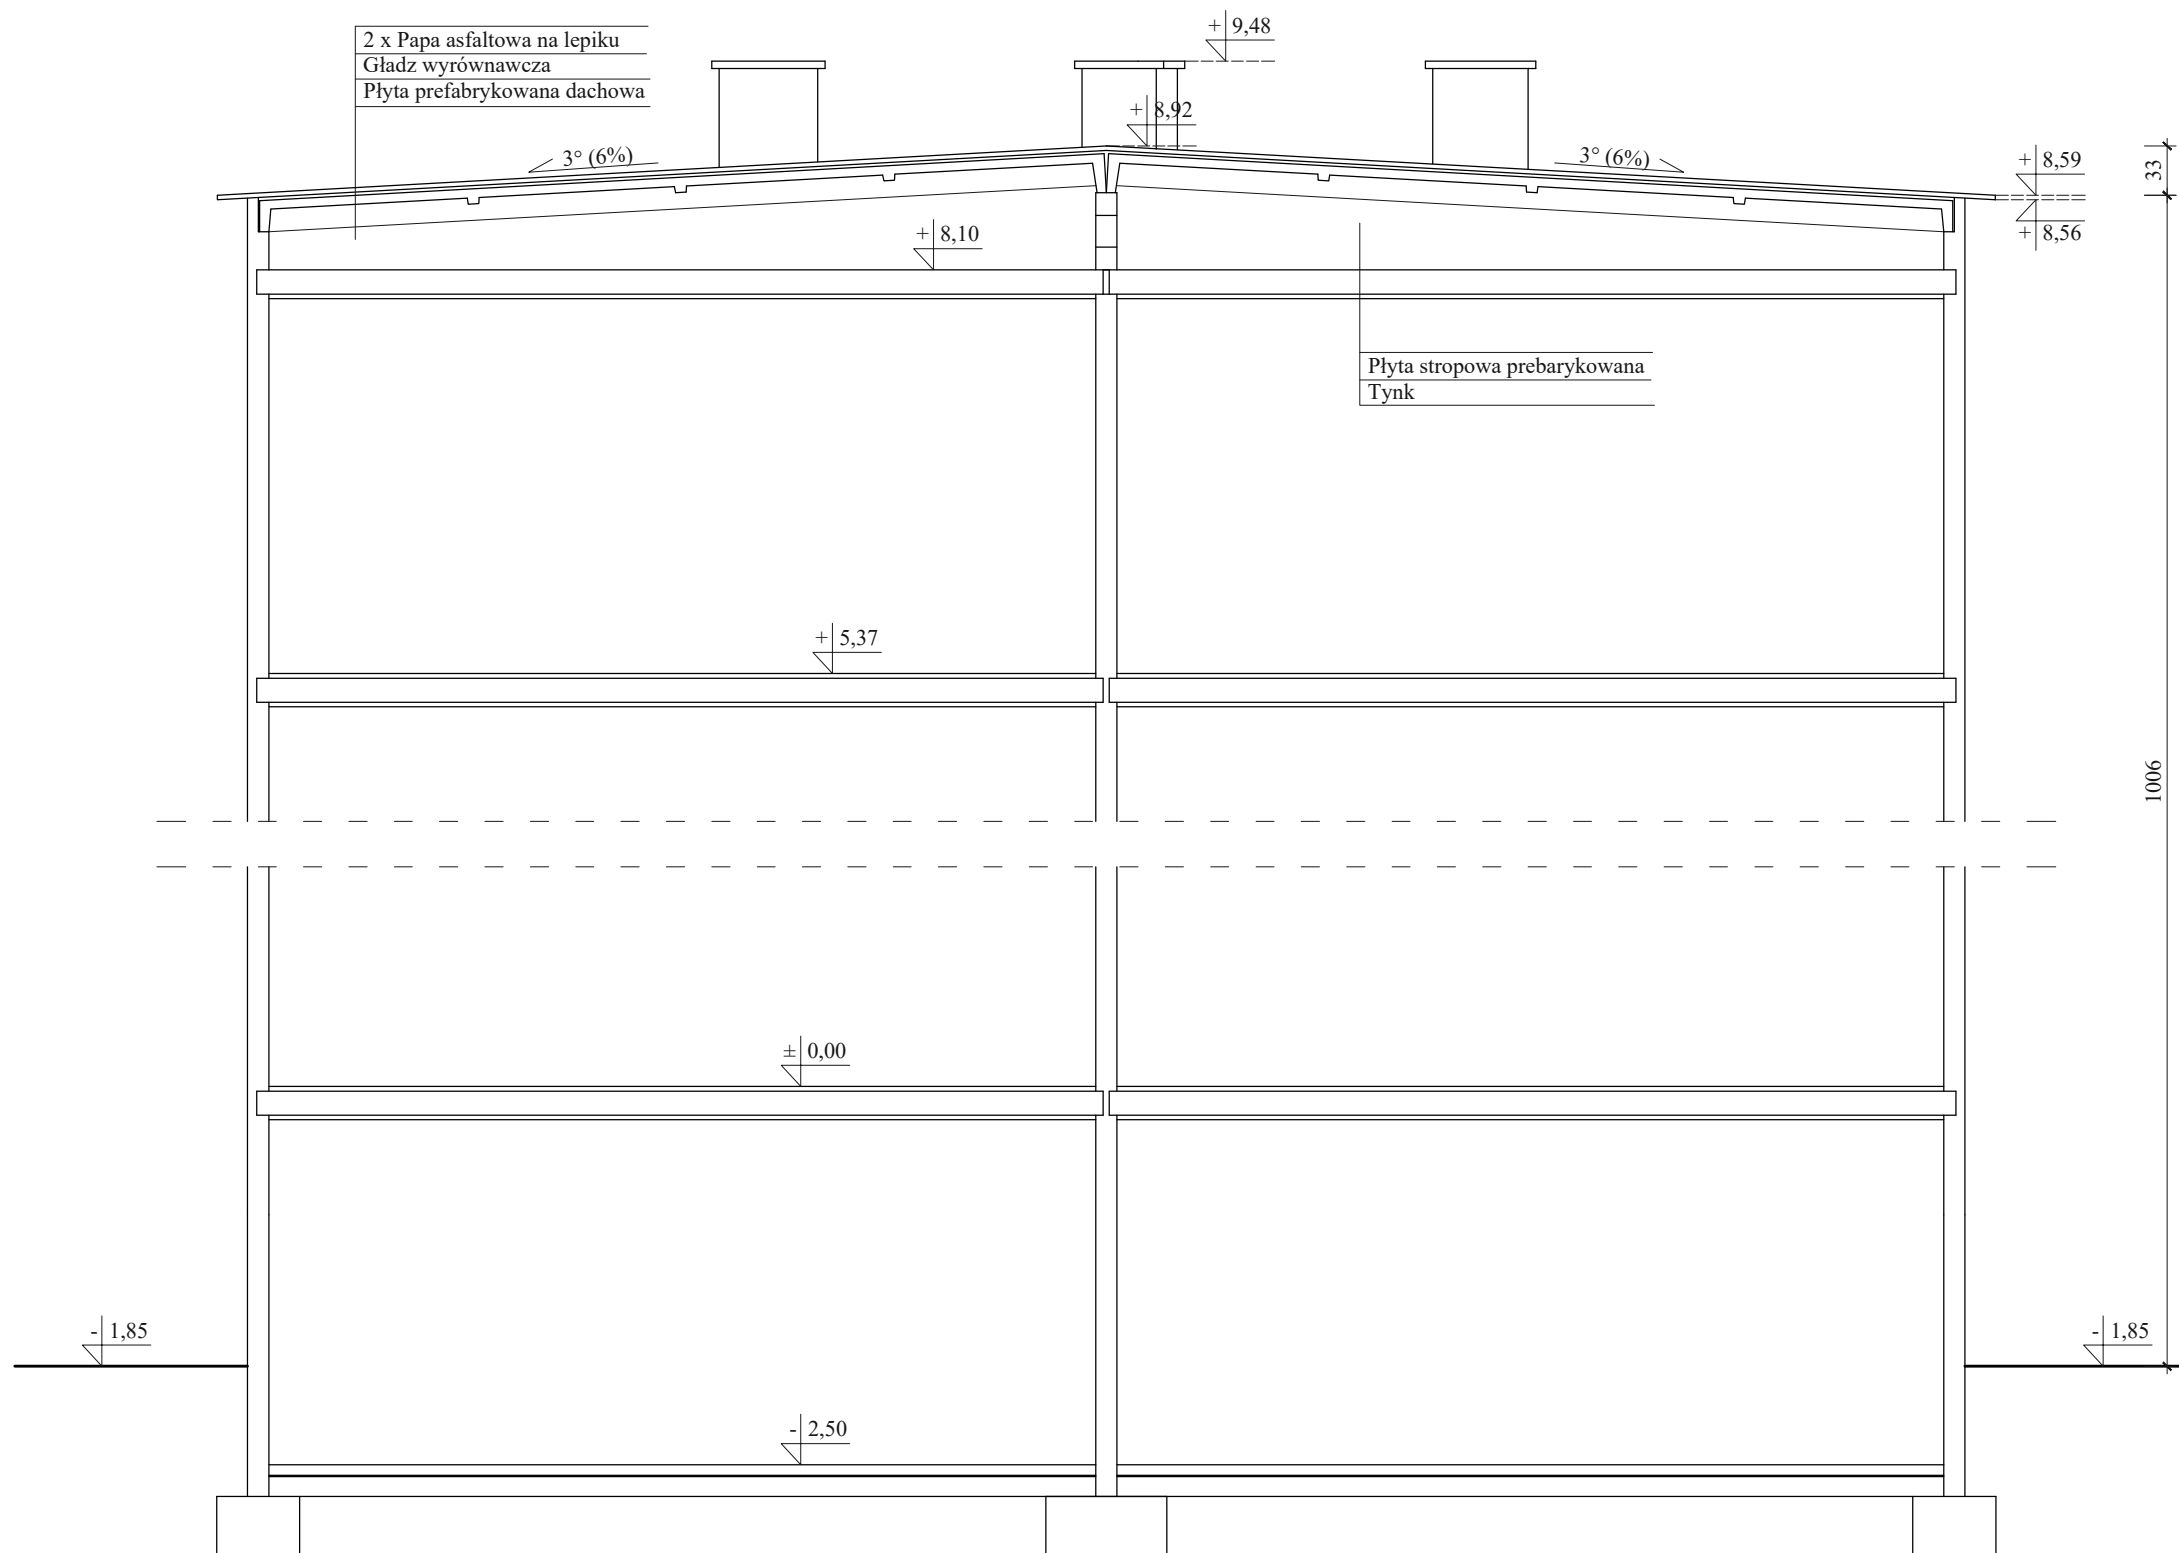 + 9,48
2 x Papa asfaltowa na lepiku
Gładz wyrównawcza
Płyta prefabrykowana dachowa
+ 8,92
3° (6%)
3° (6%)
+ 8,59
33
+ 8,10
+ 8,56
Płyta stropowa prebarykowana
Tynk
+ 5,37
1006
± 0,00
- 1,85
- 1,85
- 2,50